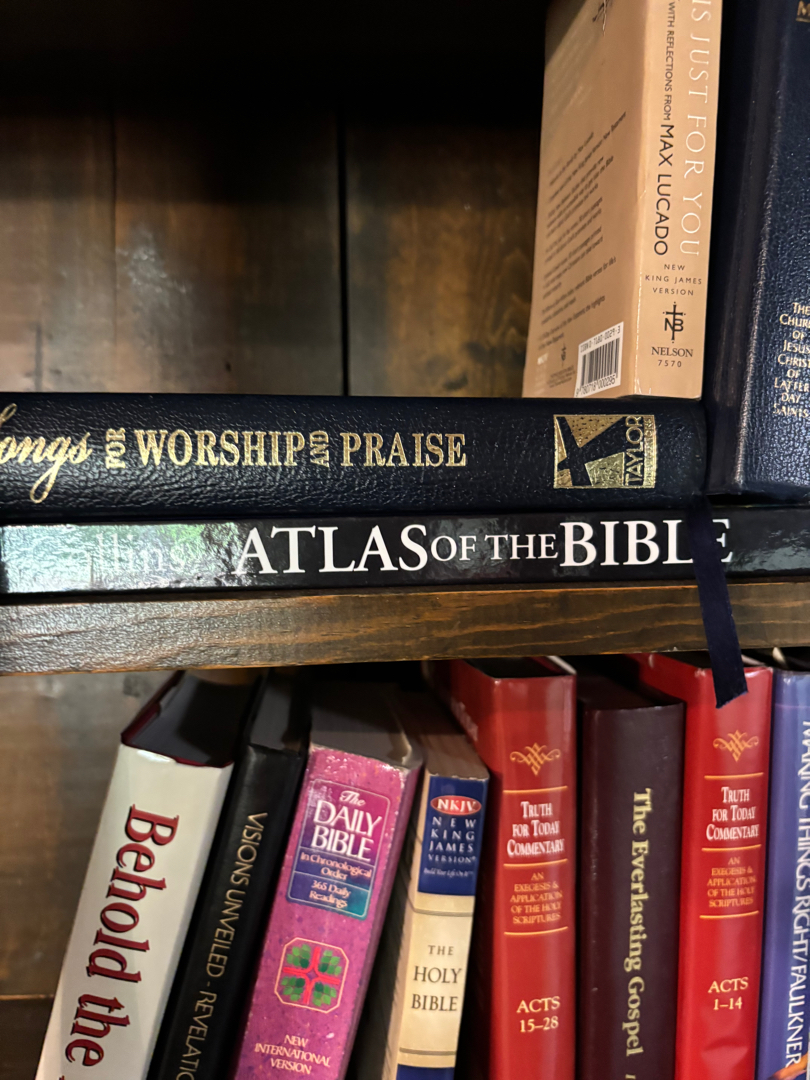 IS JUST FOR YOU
WITH REFLECTIONS FROM MAX LUCADO
NEW
KING JAMES
VERSION
NELSON
7570
THE
CHURCH
OF
JESUS
CHRIST
OF
LATTER
DAY
SAINTS
ongs FOR WORSHIP AND PRAISE
TAYLOR
Collins
ATLAS OF THE BIBLE
Behold the
VISIONS UNVEILED - REVELATIO
The
DAILY
BIBLE
In Chronological
Order
365 Daily
Readings
NEW
INTERNATIONAL
VERSION
NKJV
NEW
KING
JAMES
VERSION
THE
HOLY
BIBLE
TRUTH
FOR TODAY
COMMENTARY
AN
EXEGESIS &
APPLICATION
OF THE HOLY
SCRIPTURES
ACTS
15–28
The Everlasting Gospel
TRUTH
FOR TODAY
COMMENTARY
AN
EXEGESIS &
APPLICATION
OF THE HOLY
SCRIPTURES
ACTS
1–14
MAKING THINGS RIGHT/FAULKNER